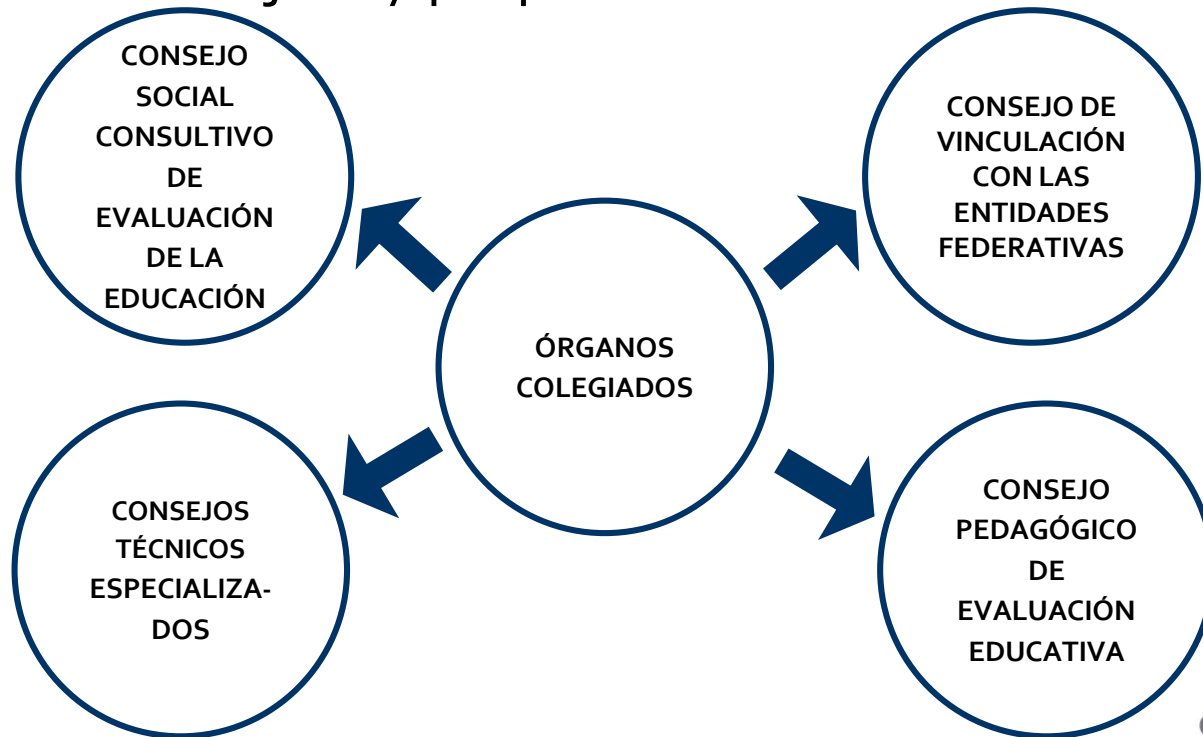 CONSEJO
SOCIAL
CONSULTIVO
DE
EVALUACIÓN
DE LA
EDUCACIÓN
CONSEJO DE
VINCULACIÓN
CON LAS
ENTIDADES
FEDERATIVAS
ÓRGANOS
COLEGIADOS
CONSEJOS
TÉCNICOS
ESPECIALIZA-
DOS
CONSEJO
PEDAGÓGICO
DE
EVALUACIÓN
EDUCATIVA